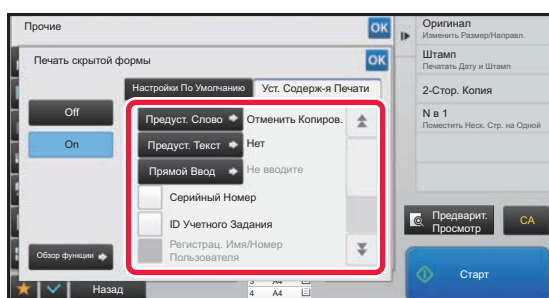 Прочие
OK
Печать скрытой формы
OK
Настройки По Умолчанию
Уст. Содерж-я Печати
Off
On
Предуст. Слово
Отменить Копиров.
Предуст. Текст
Нет
Прямой Ввод
Не вводите
Серийный Номер
ID Учетного Задания
Регистрац. Имя/Номер
Пользователя
Обзор функции
Назад
3 A4
4 A4
Оригинал
Изменить Размер/Направл.
Штамп
Печатать Дату и Штамп
2-Стор. Копия
N в 1
Поместить Неск. Стр. на Одной
Предварит.
Просмотр
CA
Старт